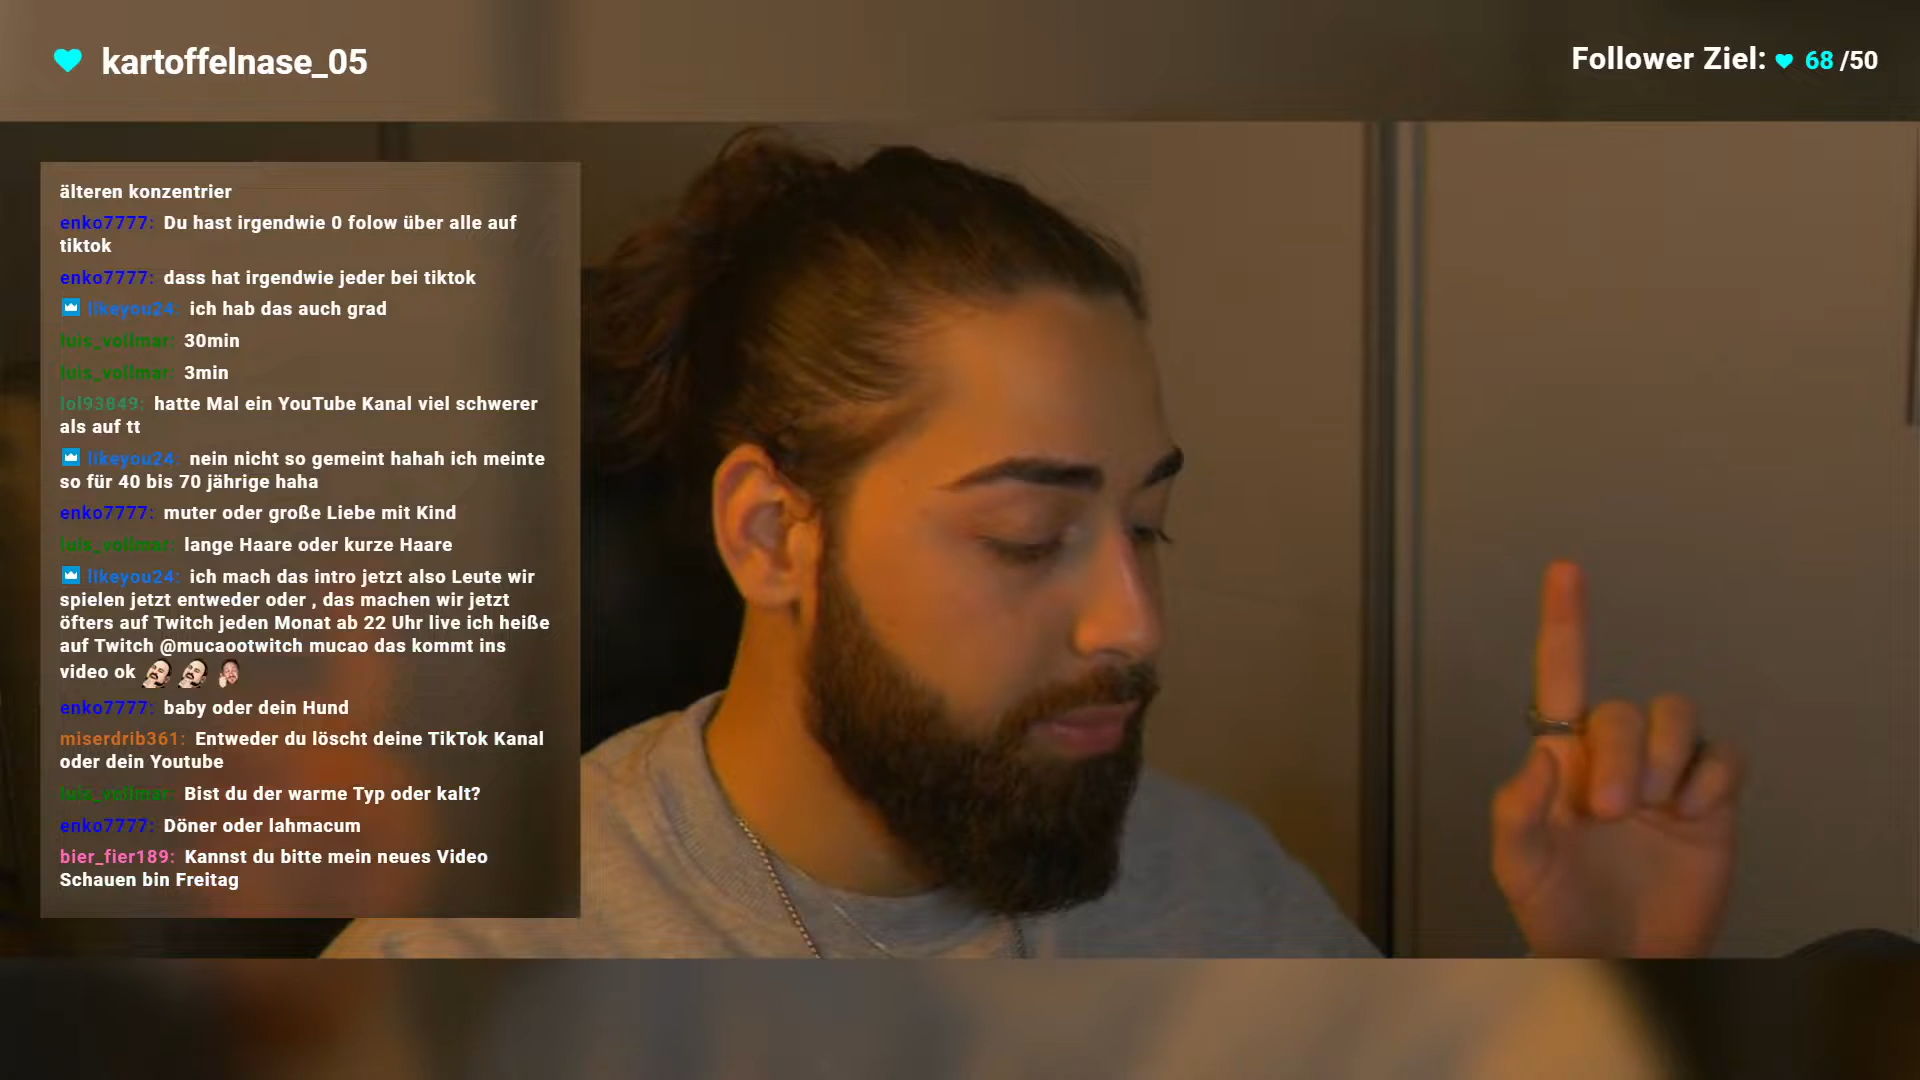 kartoffelnase_05
Follower Ziel: 68 /50
älteren konzentrier
enko7777: Du hast irgendwie 0 folow über alle auf
tiktok
enko7777: dass hat irgendwie jeder bei tiktok
likeyou24: ich hab das auch grad
luis_vollmar: 30min
luis_vollmar: 3min
lol93849: hatte Mal ein YouTube Kanal viel schwerer
als auf tt
likeyou24: nein nicht so gemeint hahah ich meinte
so für 40 bis 70 jährige haha
enko7777: muter oder große Liebe mit Kind
luis_vollmar: lange Haare oder kurze Haare
likeyou24: ich mach das intro jetzt also Leute wir
spielen jetzt entweder oder , das machen wir jetzt
öfters auf Twitch jeden Monat ab 22 Uhr live ich heiße
auf Twitch @mucaootwitch mucao das kommt ins
video ok
enko7777: baby oder dein Hund
miserdrib361: Entweder du löscht deine TikTok Kanal
oder dein Youtube
luis_vollmar: Bist du der warme Typ oder kalt?
enko7777: Döner oder lahmacum
bier_fier189: Kannst du bitte mein neues Video
Schauen bin Freitag